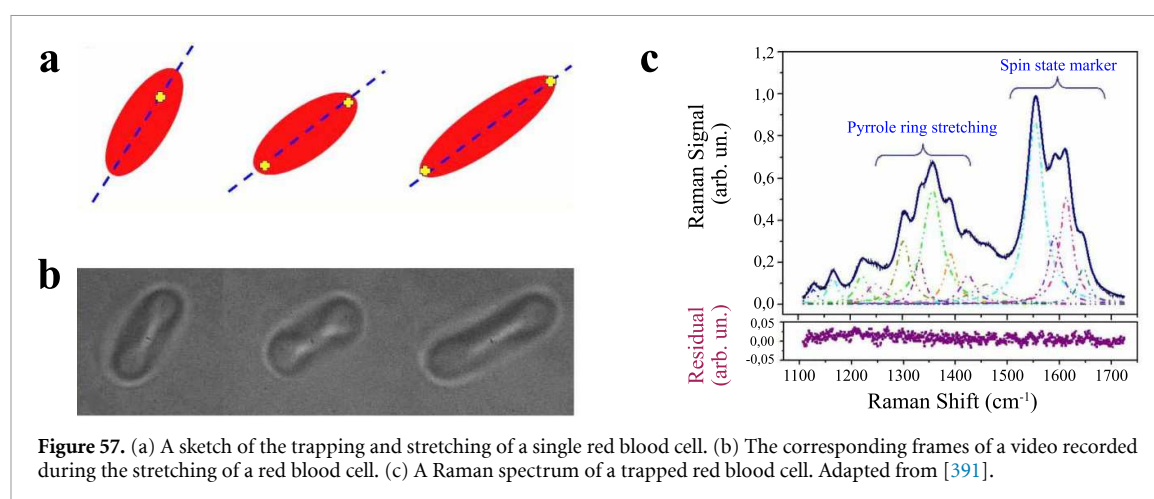 a
b
c
Spin state marker
Pyrrole ring stretching
Raman Signal
(arb. un.)
1,2
1,0
0,8
0,6
0,4
0,2
0,0
Residual
(arb. un.)
0,05
0,00
-0,05
1100 1200 1300 1400 1500 1600 1700
Raman Shift (cm⁻¹)
Figure 57. (a) A sketch of the trapping and stretching of a single red blood cell. (b) The corresponding frames of a video recorded
during the stretching of a red blood cell. (c) A Raman spectrum of a trapped red blood cell. Adapted from [391].